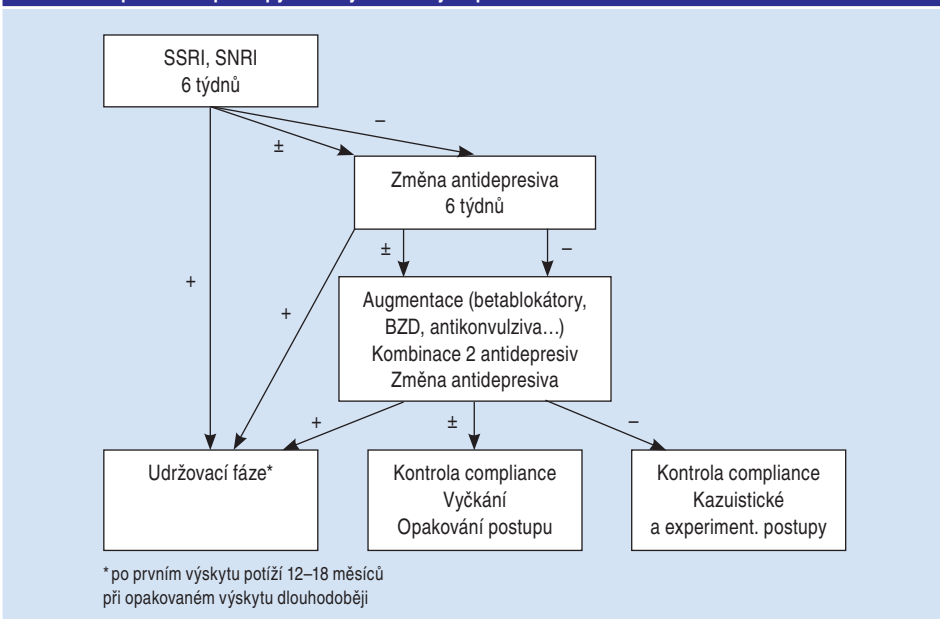 SSRI, SNRI
6 týdnů
–
±
Změna antidepresiva
6 týdnů
±
–
+
+
Augmentace (betablokátory,
BZD, antikonvulziva…)
Kombinace 2 antidepresiv
Změna antidepresiva
+
±
–
Udržovací fáze*
Kontrola compliance
Vyčkání
Opakování postupu
Kontrola compliance
Kazuistické
a experiment. postupy
* po prvním výskytu potíží 12–18 měsíců
při opakovaném výskytu dlouhodoběji